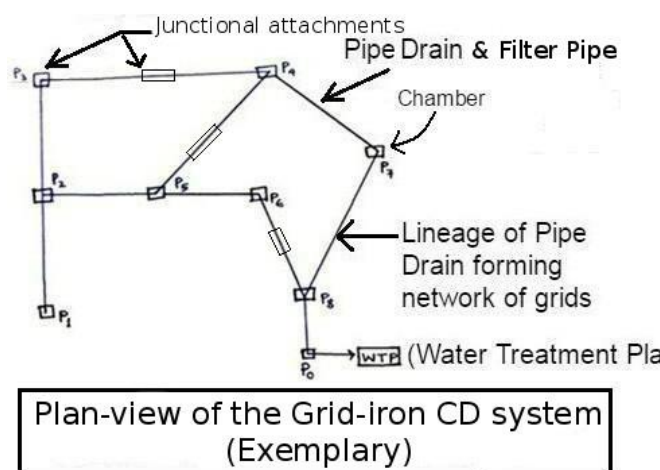 Junctional attachments
P3
P4
Pipe Drain & Filter Pipe
Chamber
P7
P2
P5
P6
Lineage of Pipe
Drain forming
network of grids
P1
P8
P0
WTP (Water Treatment Pla
Plan-view of the Grid-iron CD system
(Exemplary)